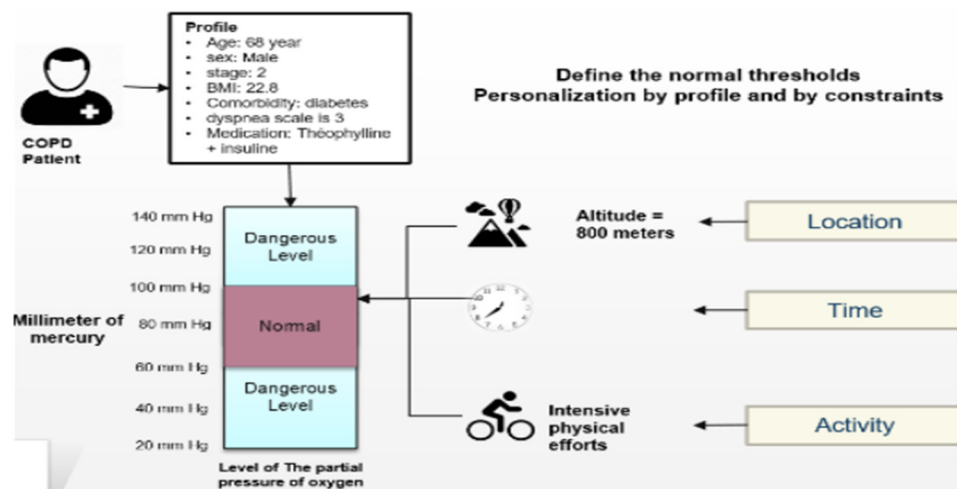 Profile
• Age: 68 year
• sex: Male
• stage: 2
• BMI: 22.8
• Comorbidity: diabetes
• dyspnea scale is 3
• Medication: Théophylline
+ insuline
COPD
Patient
Define the normal thresholds
Personalization by profile and by constraints
140 mm Hg
120 mm Hg
100 mm Hg
80 mm Hg
60 mm Hg
40 mm Hg
20 mm Hg
Millimeter of
mercury
Dangerous
Level
Normal
Dangerous
Level
Level of The partial
pressure of oxygen
Altitude =
800 meters
Location
Time
Intensive
physical
efforts
Activity